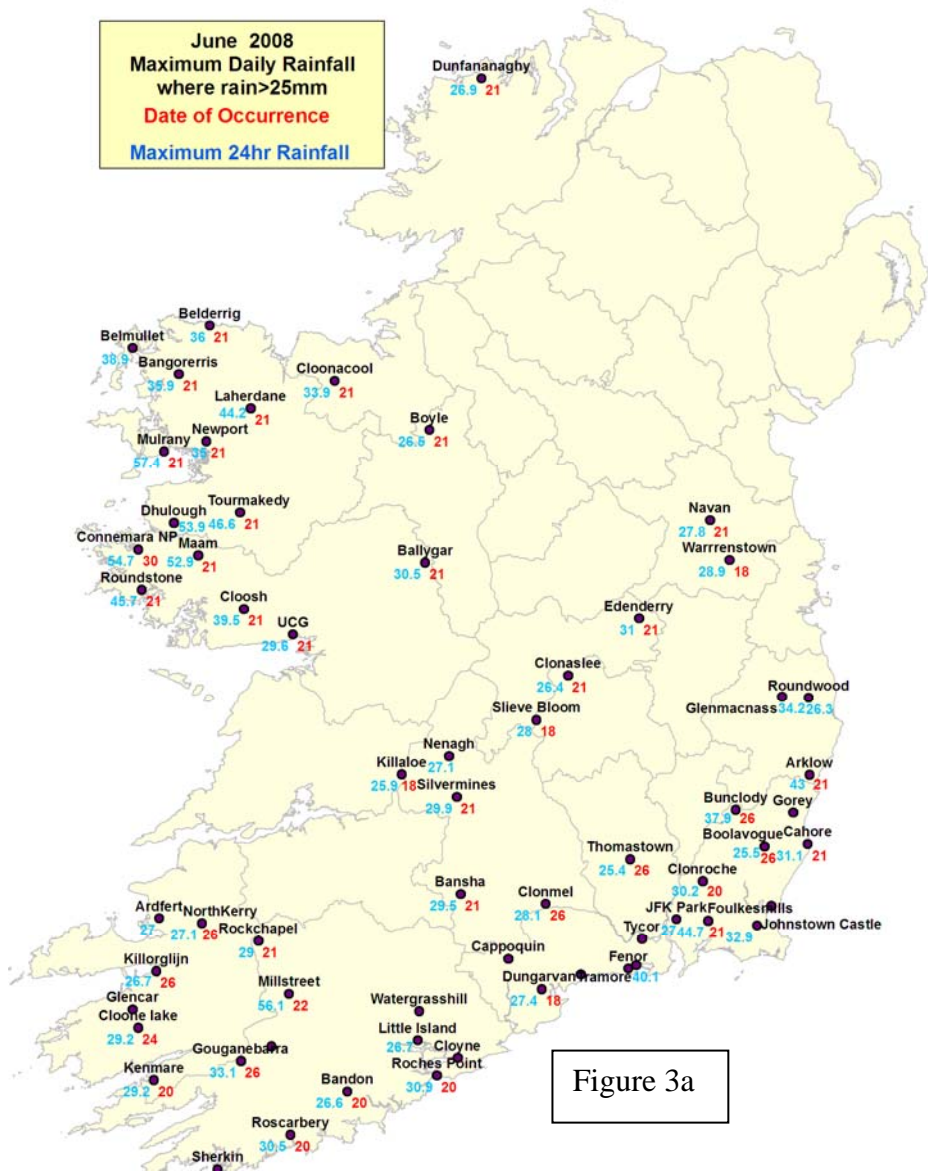 June 2008
Maximum Daily Rainfall
where rain>25mm
Date of Occurrence
Maximum 24hr Rainfall
Dunfananaghy
26.9 21
Belderrig
36 21
Belmullet
38.9
Bangorerris
35.9 21
Cloonacool
33.9 21
Laherdane
44.2 21
Boyle
26.5 21
Newport
35 21
Mulrany
57.4 21
Tourmakedy
46.6 21
Dhulough
53.9
Navan
27.8 21
Connemara NP
54.7 30
Maam
52.9 21
Ballygar
30.5 21
Warrrenstown
28.9 18
Roundstone
45.7 21
Cloosh
39.5 21
Edenderry
31 21
UCG
29.6 21
Clonaslee
26.4 21
Roundwood
26.3
Glenmacnass
34.2
Slieve Bloom
28 18
Nenagh
27.1
Killaloe
25.9 18
Arklow
43 21
Silvermines
29.9 21
Bunclody
37.9 26
Gorey
Boolavogue
25.5 26
Cahore
31.1 21
Thomastown
25.4 26
Clonroche
30.2 20
Bansha
29.5 21
Clonmel
28.1 26
Ardfert
27
NorthKerry
27.1 26
JFK Park
27
Foulkesmills
44.7 21
Johnstown Castle
32.9
Rockchapel
29 21
Tycor
Cappoquin
Killorglijn
26.7 26
Fenor
40.1
Dungarvan
27.4 18
Tramore
Millstreet
56.1 22
Glencar
Cloone lake
29.2 24
Watergrasshill
Little Island
26.7
Cloyne
Gouganebarra
33.1 26
Roches Point
30.9 20
Kenmare
29.2 20
Bandon
26.6 20
Figure 3a
Roscarbery
30.5 20
Sherkin